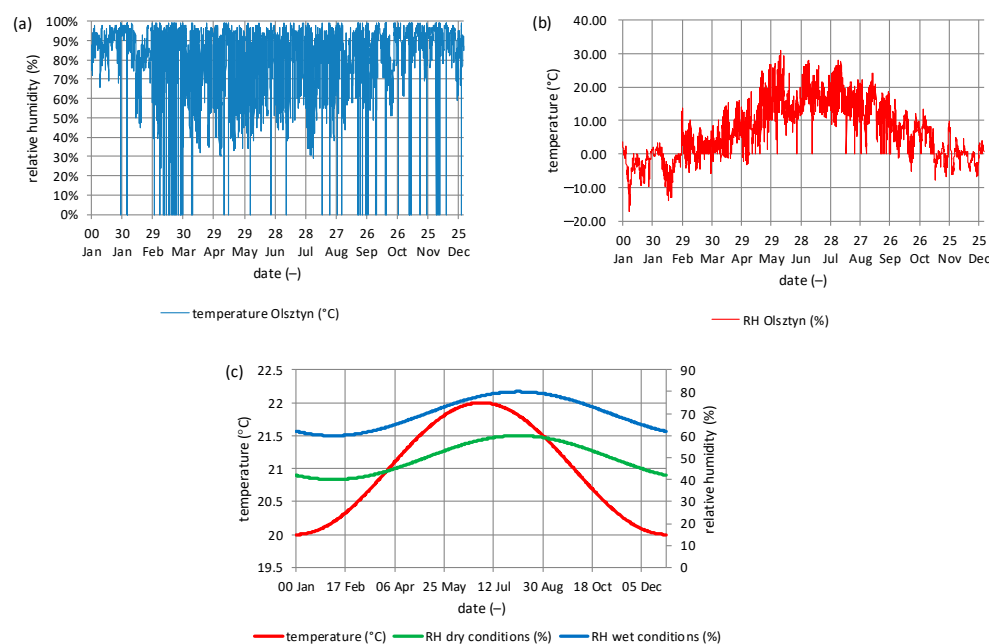 (a)
relative humidity (%)
100%
90%
80%
70%
60%
50%
40%
30%
20%
10%
0%
00 30 29 29 29 29 28 28 27 26 26 25 25
Jan Jan Feb Mar Apr May Jun Jul Aug Sep Oct Nov Dec
date (–)
temperature Olsztyn (°C)
(b)
temperature (°C)
40.00
30.00
20.00
10.00
0.00
−10.00
−20.00
00 30 29 30 29 29 28 28 27 26 26 25 25
Jan Jan Feb Mar Apr May Jun Jul Aug Sep Oct Nov Dec
date (–)
RH Olsztyn (%)
(c)
temperature (°C)
22.5
22
21.5
21
20.5
20
19.5
90
80
70
60
50
40
30
20
10
0
relative humidity (%)
00 Jan 17 Feb 06 Apr 25 May 12 Jul 30 Aug 18 Oct 05 Dec
date (–)
temperature (°C) RH dry conditions (%) RH wet conditions (%)